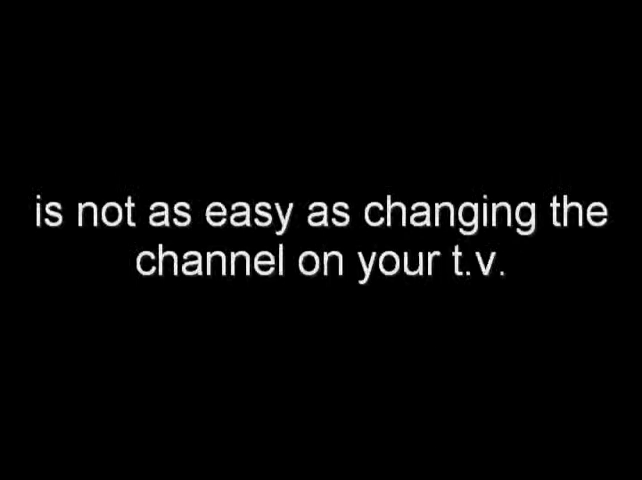 is not as easy as changing the
channel on your t.v.